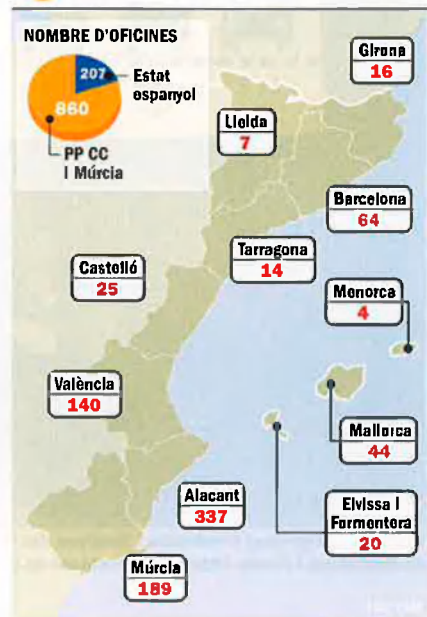 NOMBRE D'OFICINES
207
Estat
espanyol
860
PP CC
i Múrcia
Girona
16
Lleida
7
Barcelona
64
Tarragona
14
Castelló
25
Menorca
4
València
140
Mallorca
44
Alacant
337
Eivissa i
Formentera
20
Múrcia
189